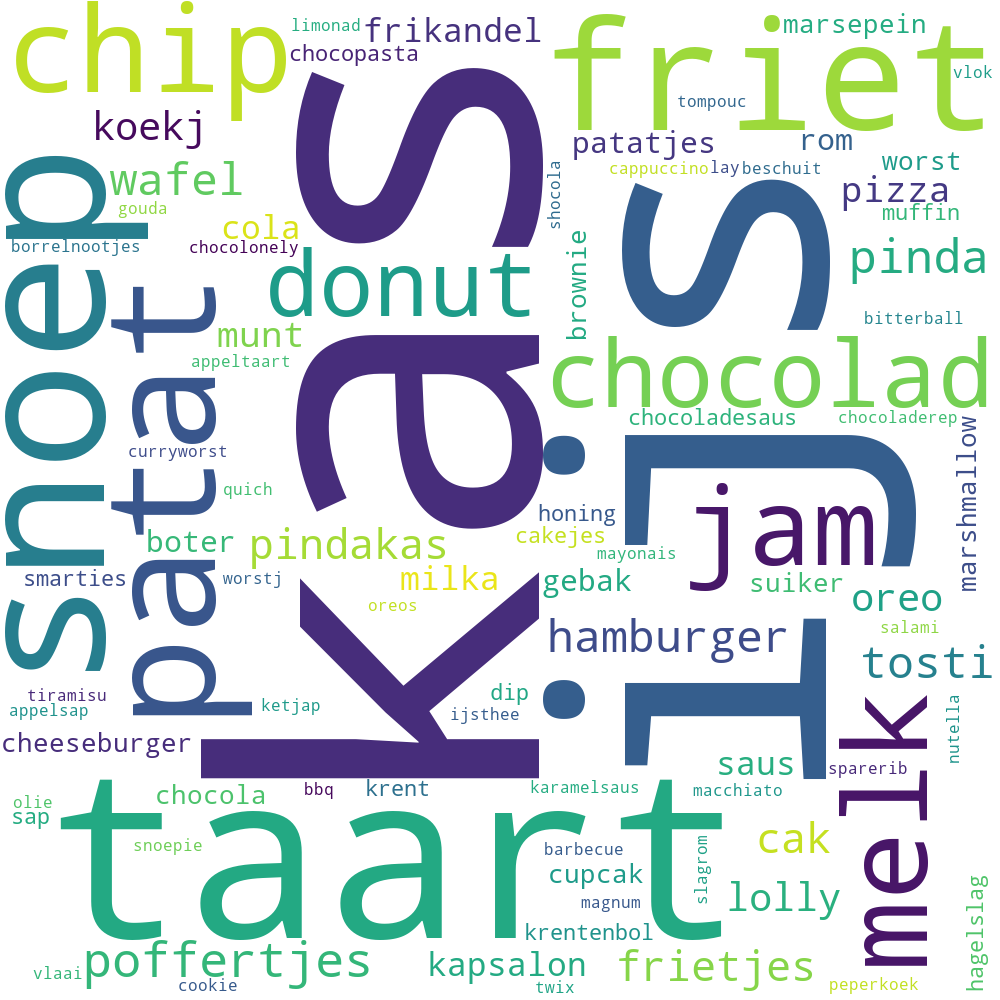 chip
limonad
frikandel
friet
marsepein
chocopasta
vlok
tompouc
koekj
patatjes
rom
kas
snoep
wafel
cappuccino
lay
beschuit
worst
shocola
ijs
pizza
gouda
cola
muffin
borrelnootjes
chocolonely
donut
brownie
pinda
patat
munt
bitterball
appeltaart
chocolad
chocoladesaus
chocoladerep
curryworst
marshmallow
quich
jam
honing
boter
pindakas
cakejes
mayonais
smarties
worstj
milka
gebak
suiker
oreo
oreos
salami
hamburger
tosti
tiramisu
appelsap
ketjap
dip
ijsthee
melk
nutella
cheeseburger
saus
sparerib
bbq
krent
karamelsaus
macchiato
olie
sap
chocola
taart
snoepie
cak
barbecue
slagrom
cupcak
lolly
magnum
hagelslag
krentenbol
vlaai
poffertjes
kapsalon
frietjes
cookie
twix
peperkoek